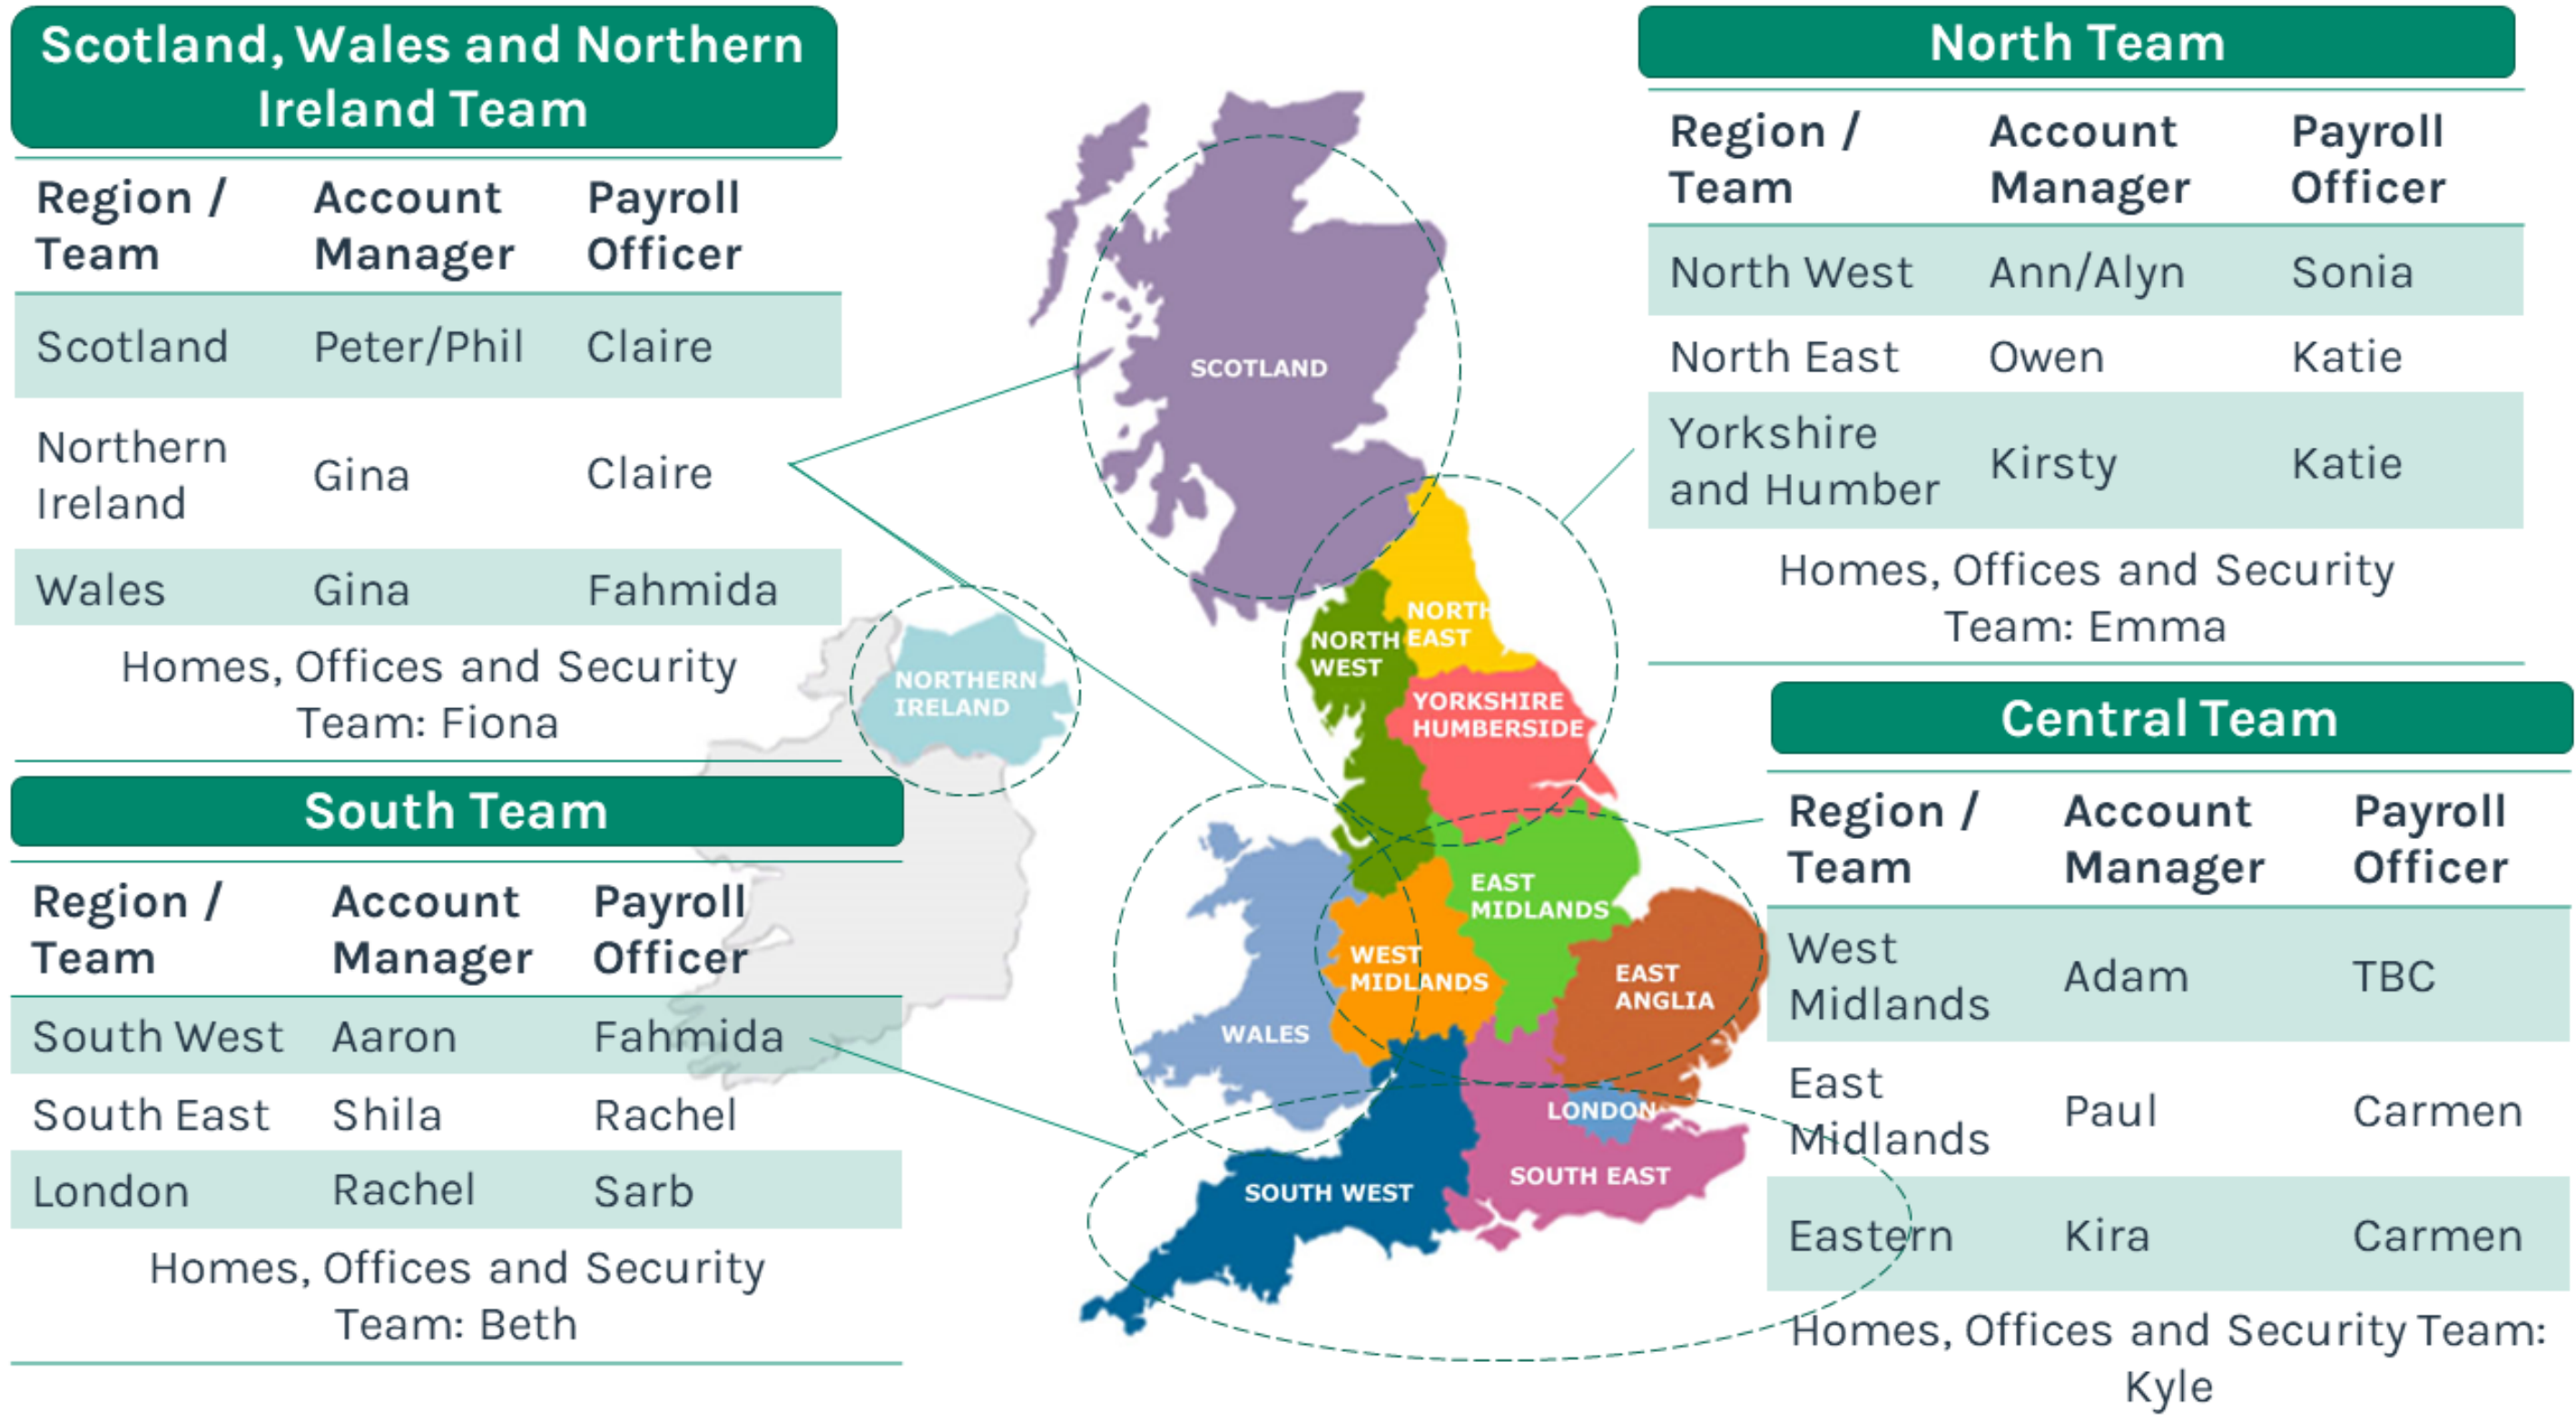 Scotland, Wales and Northern
Ireland Team
Region / Team Account Manager Payroll Officer
Scotland Peter/Phil Claire
Northern Ireland Gina Claire
Wales Gina Fahmida
Homes, Offices and Security
Team: Fiona
South Team
Region / Team Account Manager Payroll Officer
South West Aaron Fahmida
South East Shila Rachel
London Rachel Sarb
Homes, Offices and Security
Team: Beth
SCOTLAND
NORTHERN
IRELAND
NORTH
EAST
NORTH
WEST
YORKSHIRE
HUMBERSIDE
EAST
MIDLANDS
WEST
MIDLANDS
EAST
ANGLIA
WALES
LONDON
SOUTH EAST
SOUTH WEST
North Team
Region / Team Account Manager Payroll Officer
North West Ann/Alyn Sonia
North East Owen Katie
Yorkshire and Humber Kirsty Katie
Homes, Offices and Security
Team: Emma
Central Team
Region / Team Account Manager Payroll Officer
West Midlands Adam TBC
East Midlands Paul Carmen
Eastern Kira Carmen
Homes, Offices and Security Team:
Kyle